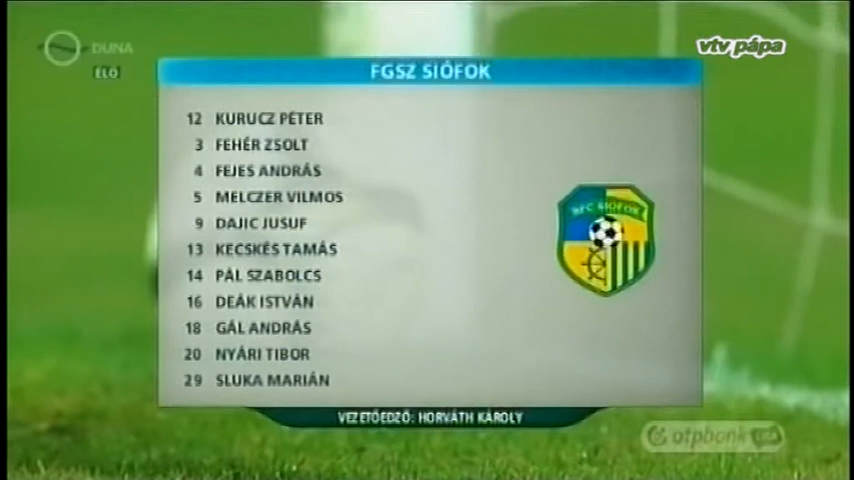 DUNA
ÉLŐ
vtv pápa
FGSZ SIÓFOK
12 KURUCZ PÉTER
3 FEHÉR ZSOLT
4 FEJES ANDRÁS
5 MELCZER VILMOS
9 DAJIC JUSUF
13 KECSKÉS TAMÁS
14 PÁL SZABOLCS
16 DEÁK ISTVÁN
18 GÁL ANDRÁS
20 NYÁRI TIBOR
29 SLUKA MARIÁN
BFC SIÓFOK
VEZETŐEDZŐ: HORVÁTH KÁROLY
otpbank